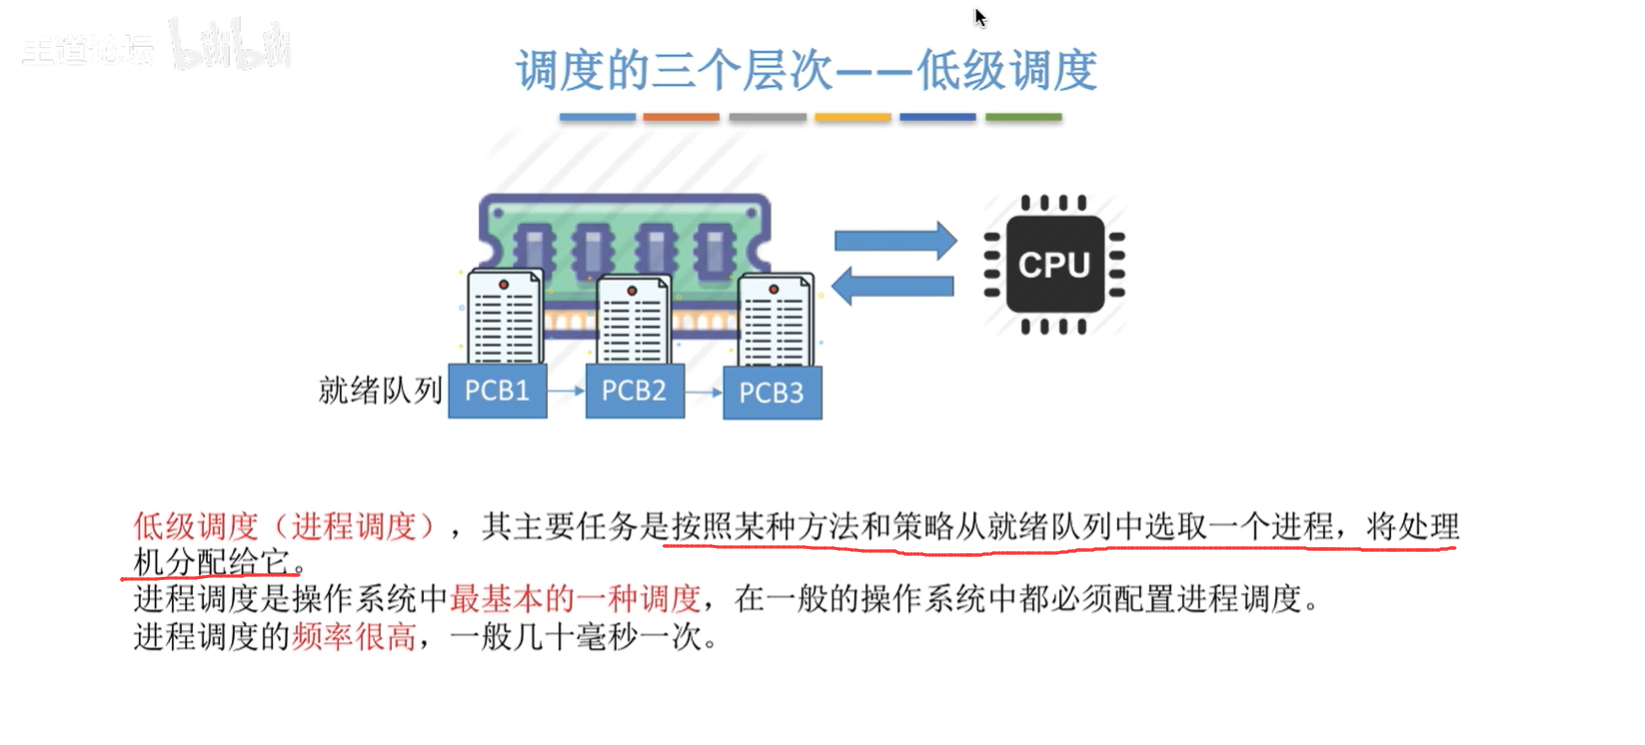 王道论坛 bilibili
调度的三个层次——低级调度
CPU
就绪队列 PCB1 PCB2 PCB3
低级调度（进程调度），其主要任务是按照某种方法和策略从就绪队列中选取一个进程，将处理
机分配给它。
进程调度是操作系统中最基本的一种调度，在一般的操作系统中都必须配置进程调度。
进程调度的频率很高，一般几十毫秒一次。